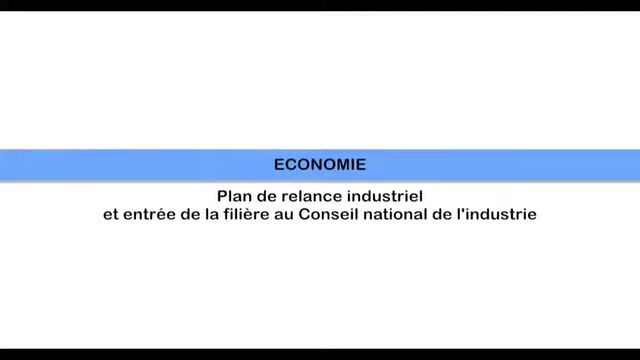 ECONOMIE
Plan de relance industriel
et entrée de la filière au Conseil national de l'industrie